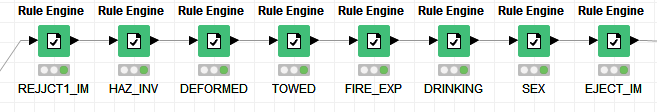 Rule Engine Rule Engine Rule Engine Rule Engine Rule Engine Rule Engine Rule Engine Rule Engine
REJJCT1_IM HAZ_INV DEFORMED TOWED FIRE_EXP DRINKING SEX EJECT_IM